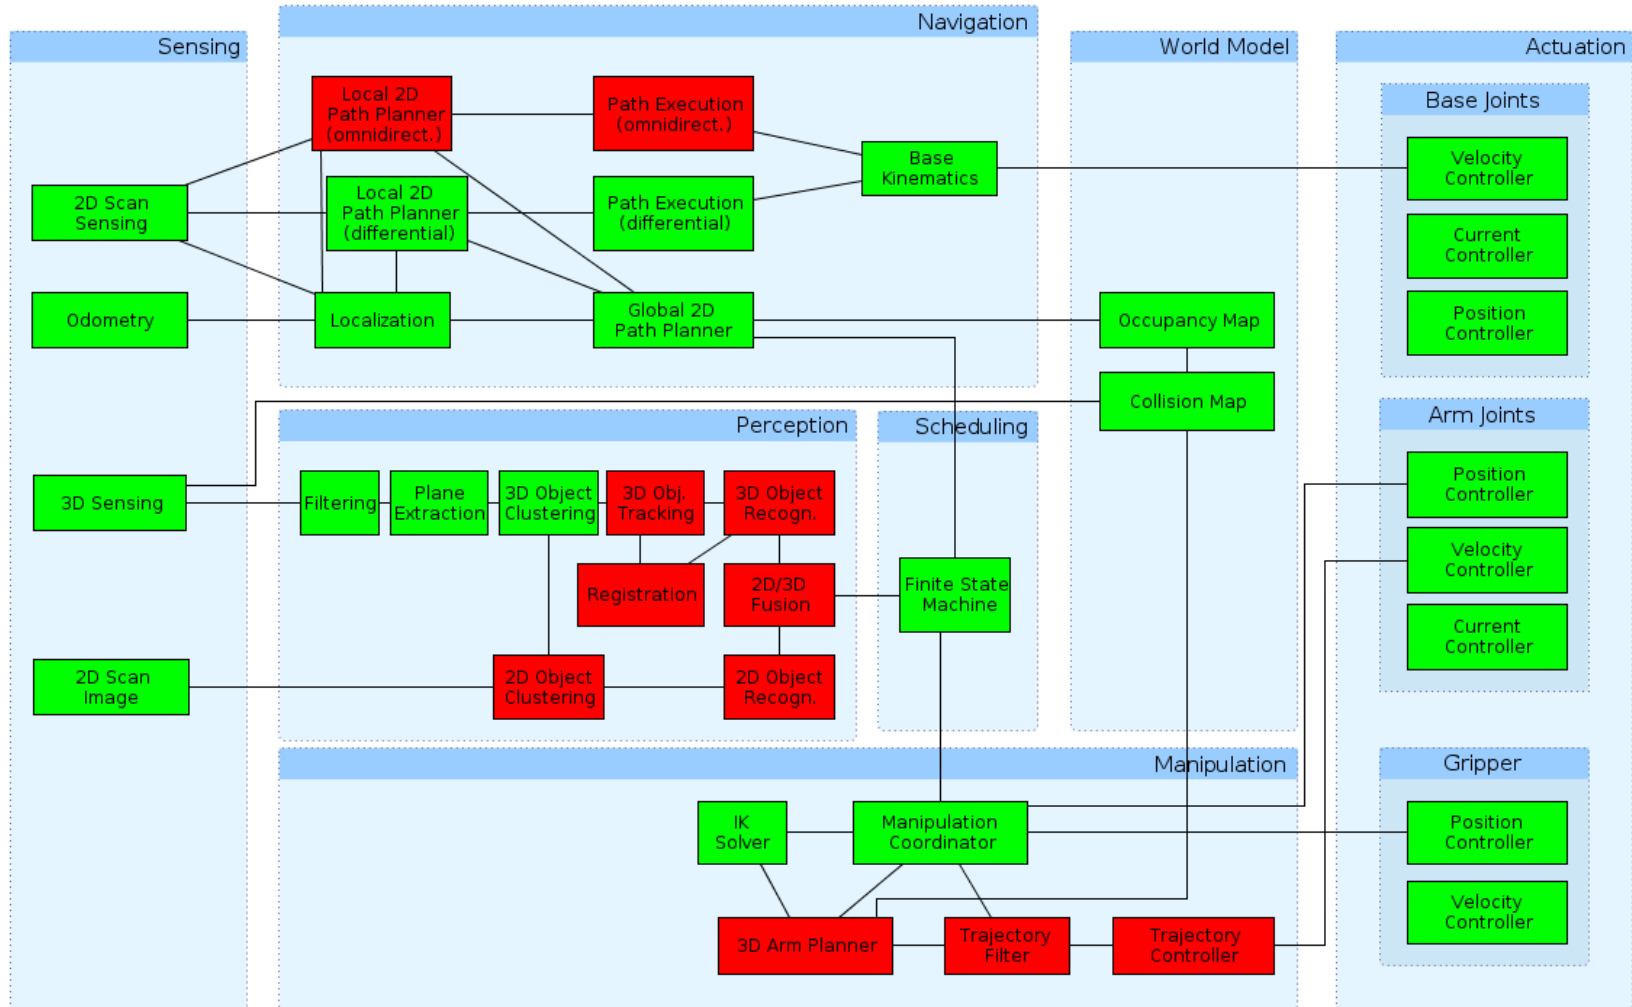 Sensing
2D Scan
Sensing
Odometry
3D Sensing
2D Scan
Image
Navigation
Local 2D
Path Planner
(omnidirect.)
Path Execution
(omnidirect.)
Local 2D
Path Planner
(differential)
Path Execution
(differential)
Base
Kinematics
Localization
Global 2D
Path Planner
Perception
Filtering
Plane
Extraction
3D Object
Clustering
3D Obj.
Tracking
3D Object
Recogn.
Registration
2D/3D
Fusion
2D Object
Clustering
2D Object
Recogn.
Scheduling
Finite State
Machine
World Model
Occupancy Map
Collision Map
Manipulation
IK
Solver
Manipulation
Coordinator
3D Arm Planner
Trajectory
Filter
Trajectory
Controller
Actuation
Base Joints
Velocity
Controller
Current
Controller
Position
Controller
Arm Joints
Position
Controller
Velocity
Controller
Current
Controller
Gripper
Position
Controller
Velocity
Controller